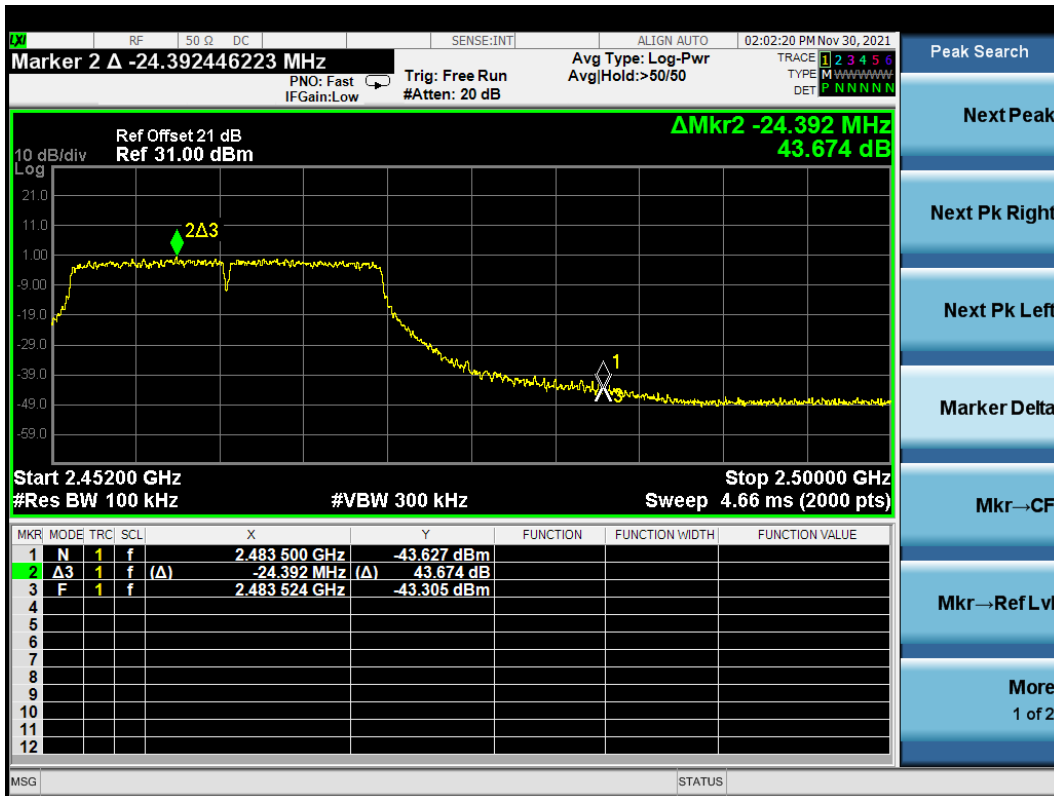 LXI RF 50 Ω DC SENSE:INT ALIGN AUTO 02:02:20 PM Nov 30, 2021
Marker 2 Δ -24.392446223 MHz
PNO: Fast
IFGain:Low
Trig: Free Run
#Atten: 20 dB
Avg Type: Log-Pwr
Avg|Hold:>50/50
TRACE 1 2 3 4 5 6
TYPE M WWWWW
DET P N N N N N
Ref Offset 21 dB
10 dB/div Ref 31.00 dBm
Log
ΔMkr2 -24.392 MHz
43.674 dB
21.0
11.0
1.00
-9.00
-19.0
-29.0
-39.0
-49.0
-59.0
2Δ3
1
3
Start 2.45200 GHz Stop 2.50000 GHz
#Res BW 100 kHz #VBW 300 kHz Sweep 4.66 ms (2000 pts)
MKR MODE TRC SCL X Y FUNCTION FUNCTION WIDTH FUNCTION VALUE
1 N 1 f 2.483 500 GHz -43.627 dBm
2 Δ3 1 f (Δ) -24.392 MHz (Δ) 43.674 dB
3 F 1 f 2.483 524 GHz -43.305 dBm
4
5
6
7
8
9
10
11
12
MSG STATUS
Peak Search
Next Peak
Next Pk Right
Next Pk Left
Marker Delta
Mkr→CF
Mkr→Ref Lvl
More
1 of 2